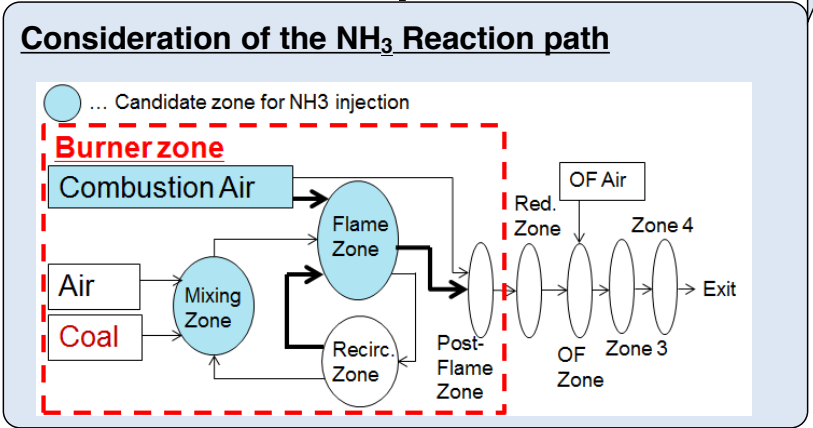 Consideration of the NH3 Reaction path
... Candidate zone for NH3 injection
Burner zone
Combustion Air
Flame
Zone
Air
Coal
Mixing
Zone
Recirc.
Zone
Post-
Flame
Zone
Red.
Zone
OF Air
OF
Zone
Zone 3
Zone 4
Exit